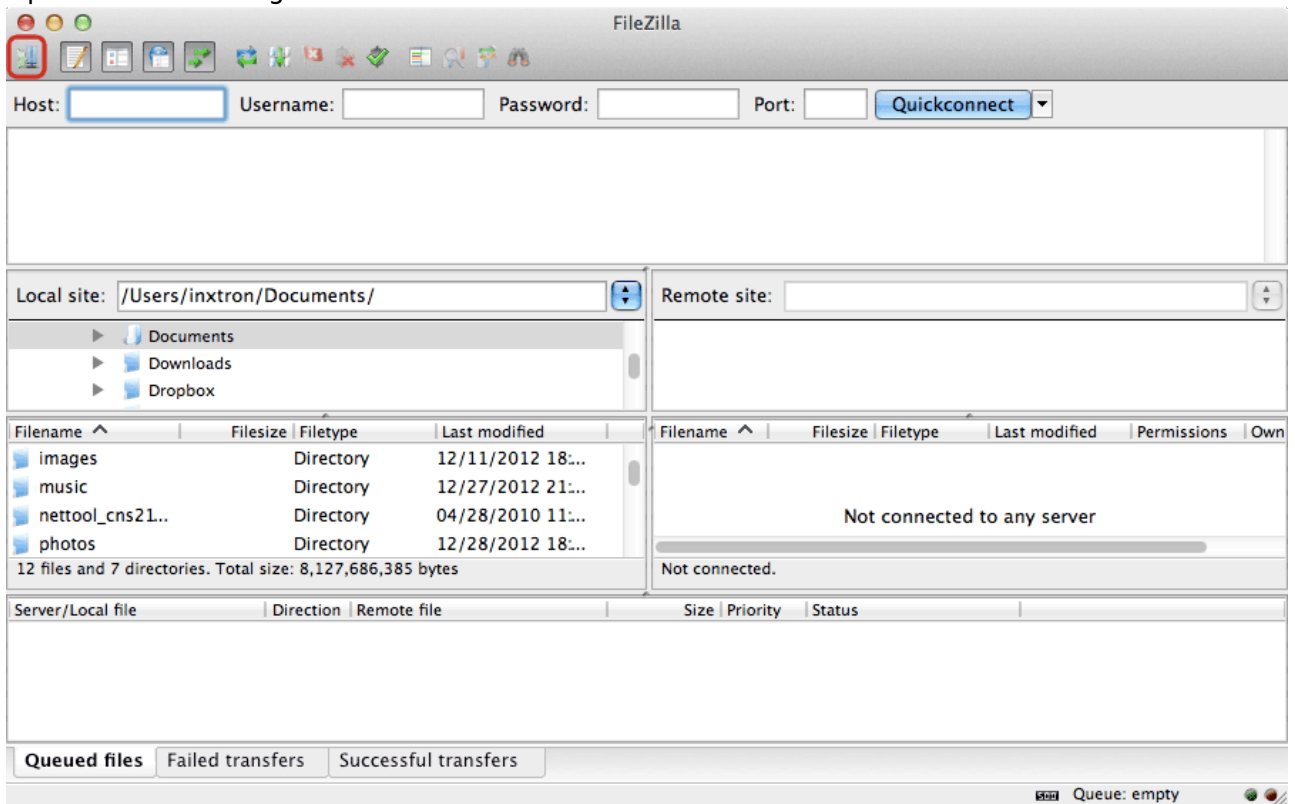 FileZilla
Host: Username: Password: Port: Quickconnect
Local site: /Users/inxtron/Documents/
Remote site:
Documents
Downloads
Dropbox
Filename Filesize Filetype Last modified
images Directory 12/11/2012 18:...
music Directory 12/27/2012 21:...
nettool_cns21... Directory 04/28/2010 11:...
photos Directory 12/28/2012 18:...
12 files and 7 directories. Total size: 8,127,686,385 bytes
Filename Filesize Filetype Last modified Permissions Own
Not connected to any server
Not connected.
Server/Local file Direction Remote file Size Priority Status
Queued files Failed transfers Successful transfers
Queue: empty